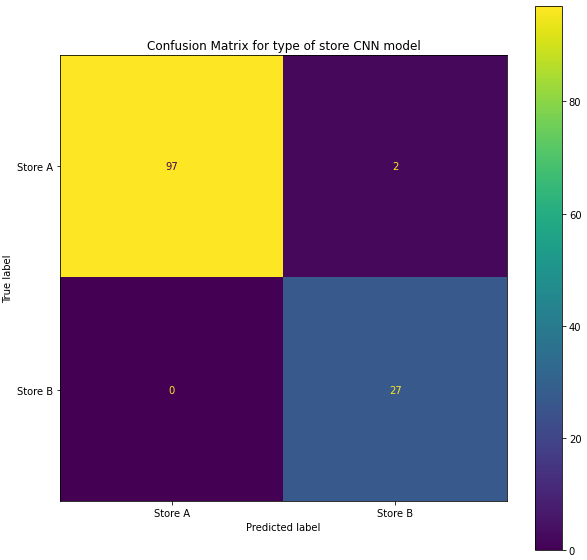 Confusion Matrix for type of store CNN model
True label
Store A
97
2
Store B
0
27
Store A
Store B
Predicted label
80
60
40
20
0